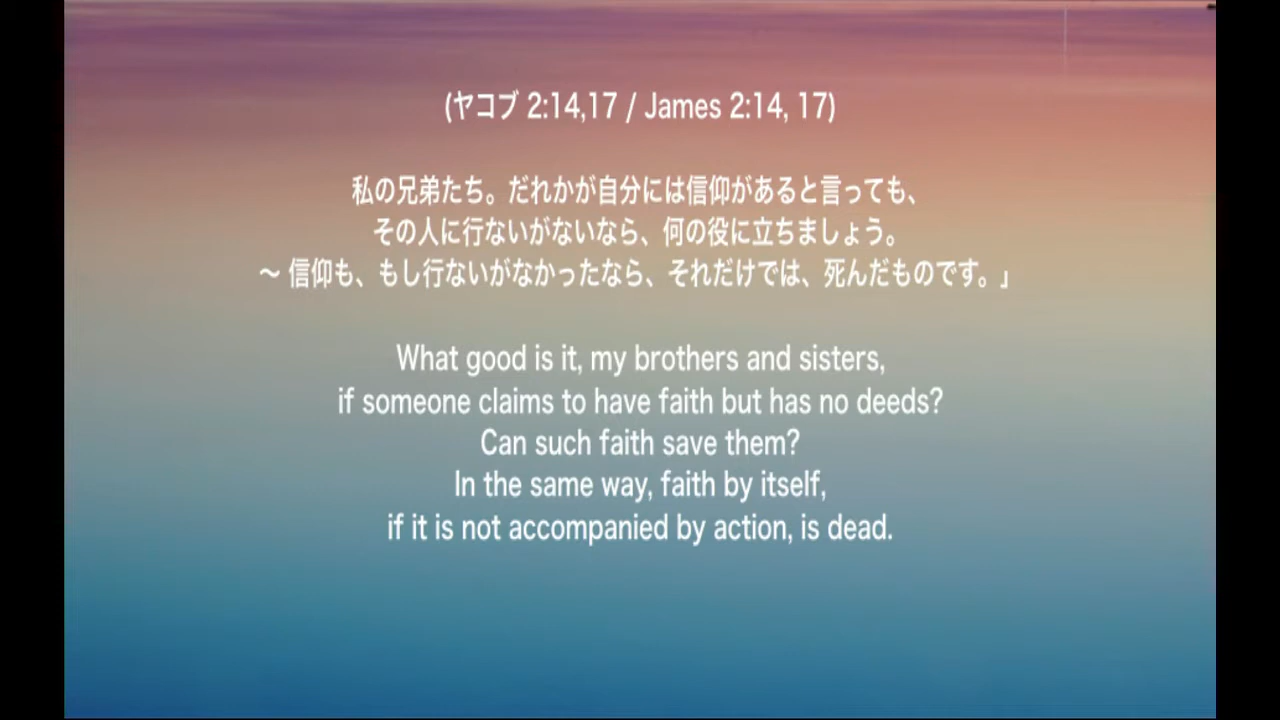 (ヤコブ 2:14,17 / James 2:14, 17)
私の兄弟たち。だれかが自分には信仰があると言っても、
その人に行ないがないなら、何の役に立ちましょう。
〜 信仰も、もし行ないがなかったなら、それだけでは、死んだものです。」
What good is it, my brothers and sisters,
if someone claims to have faith but has no deeds?
Can such faith save them?
In the same way, faith by itself,
if it is not accompanied by action, is dead.